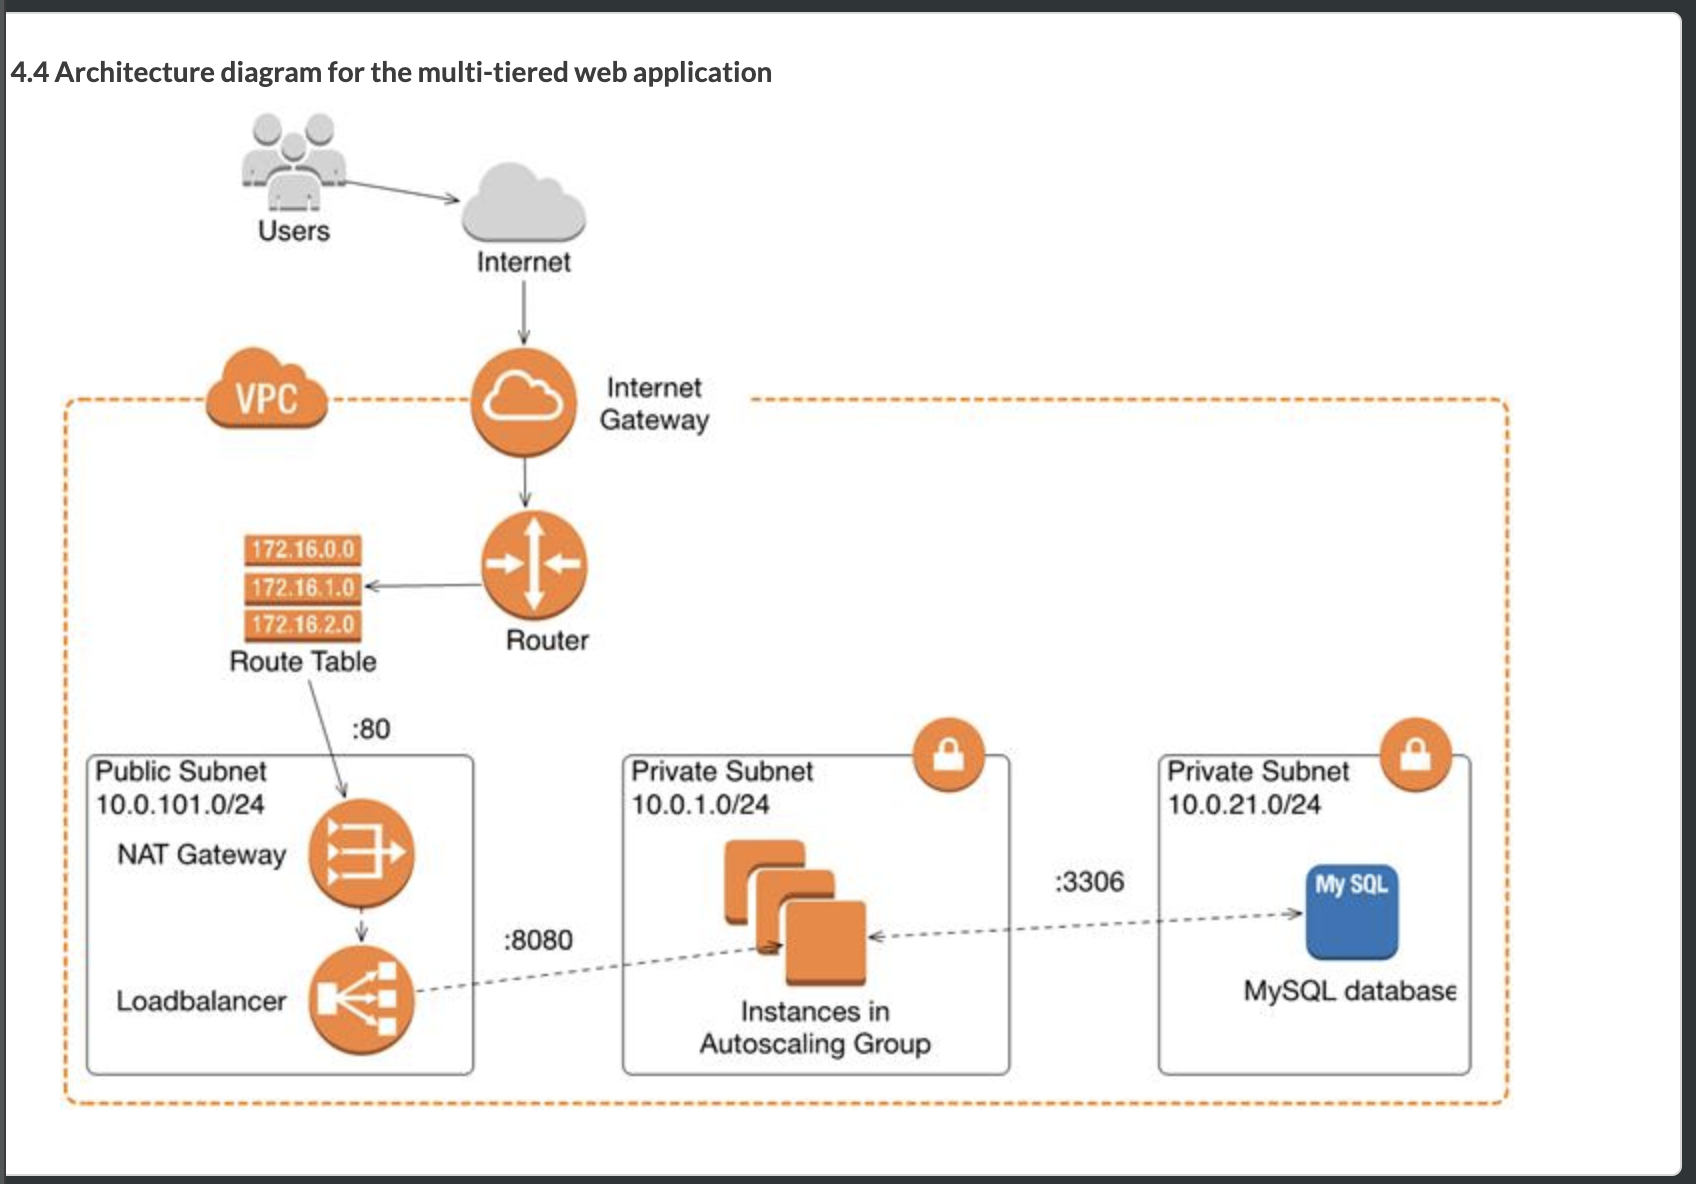 4.4 Architecture diagram for the multi-tiered web application
Users
Internet
VPC
Internet
Gateway
172.16.0.0
172.16.1.0
172.16.2.0
Route Table
Router
:80
Public Subnet
10.0.101.0/24
NAT Gateway
Loadbalancer
:8080
Private Subnet
10.0.1.0/24
Instances in
Autoscaling Group
:3306
Private Subnet
10.0.21.0/24
My SQL
MySQL database